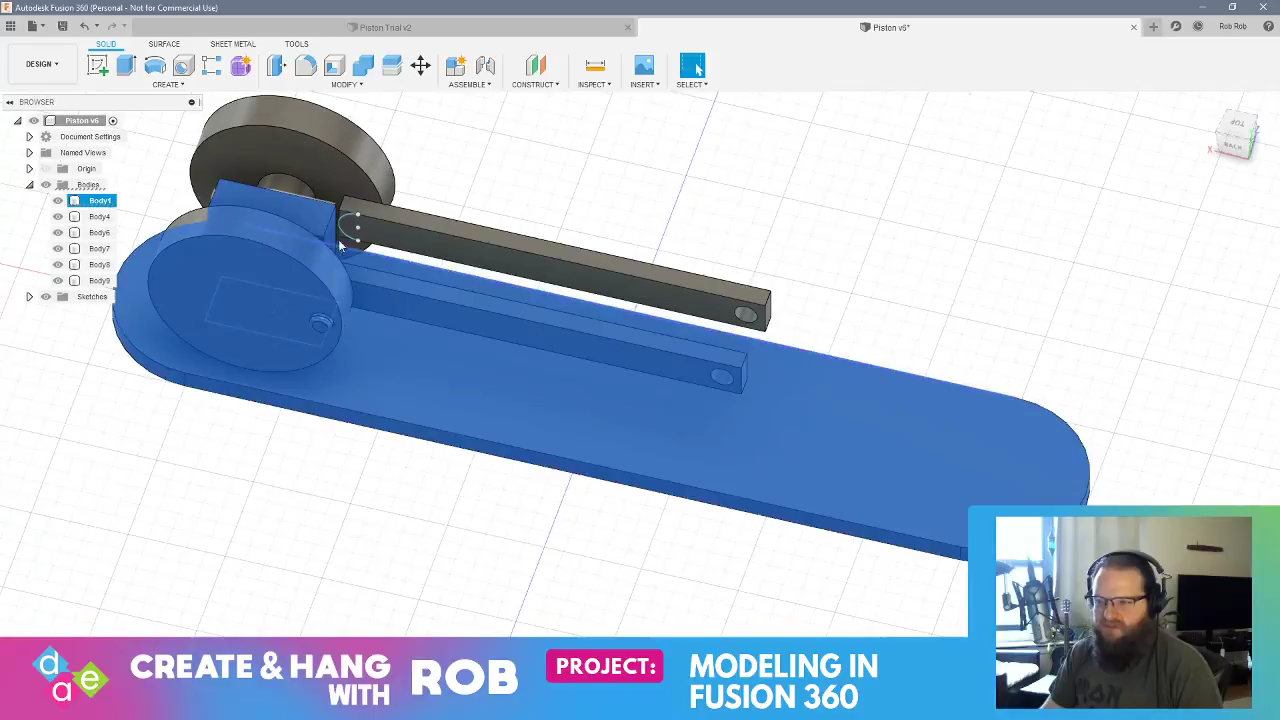 Autodesk Fusion 360 (Personal - Not for Commercial Use)
Piston Trial v2
Piston v6*
Rob Rob
DESIGN
SOLID
SURFACE
SHEET METAL
TOOLS
CREATE
MODIFY
ASSEMBLE
CONSTRUCT
INSPECT
INSERT
SELECT
BROWSER
Piston v6
Document Settings
Named Views
Origin
Bodies
Body1
Body4
Body6
Body7
Body8
Body9
Sketches
TOP
BACK
X
Z
dae
CREATE & HANG
WITH
ROB
PROJECT:
MODELING IN
FUSION 360